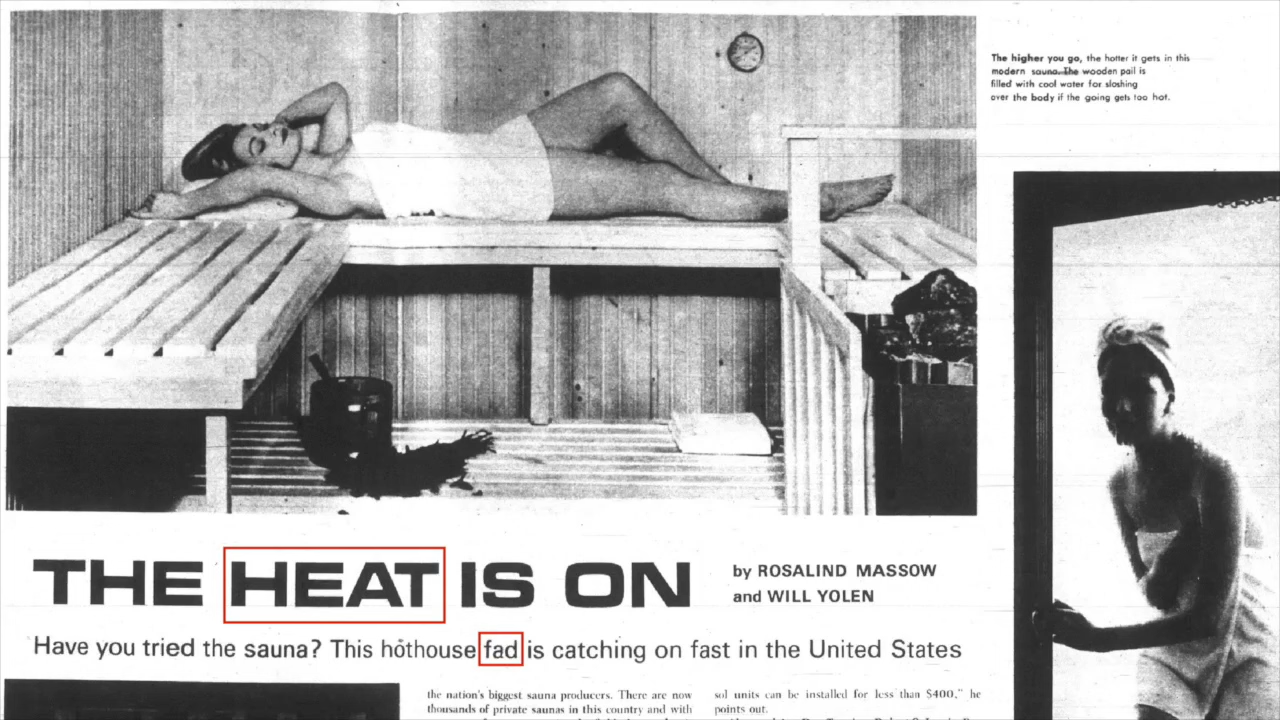 The higher you go, the hotter it gets in this
modern sauna. The wooden pail is
filled with cool water for sloshing
over the body if the going gets too hot.
THE HEAT IS ON
by ROSALIND MASSOW
and WILL YOLEN
Have you tried the sauna? This hothouse fad is catching on fast in the United States
the nation's biggest sauna producers. There are now
thousands of private saunas in this country and with
sol units can be installed for less than $400," he
points out.